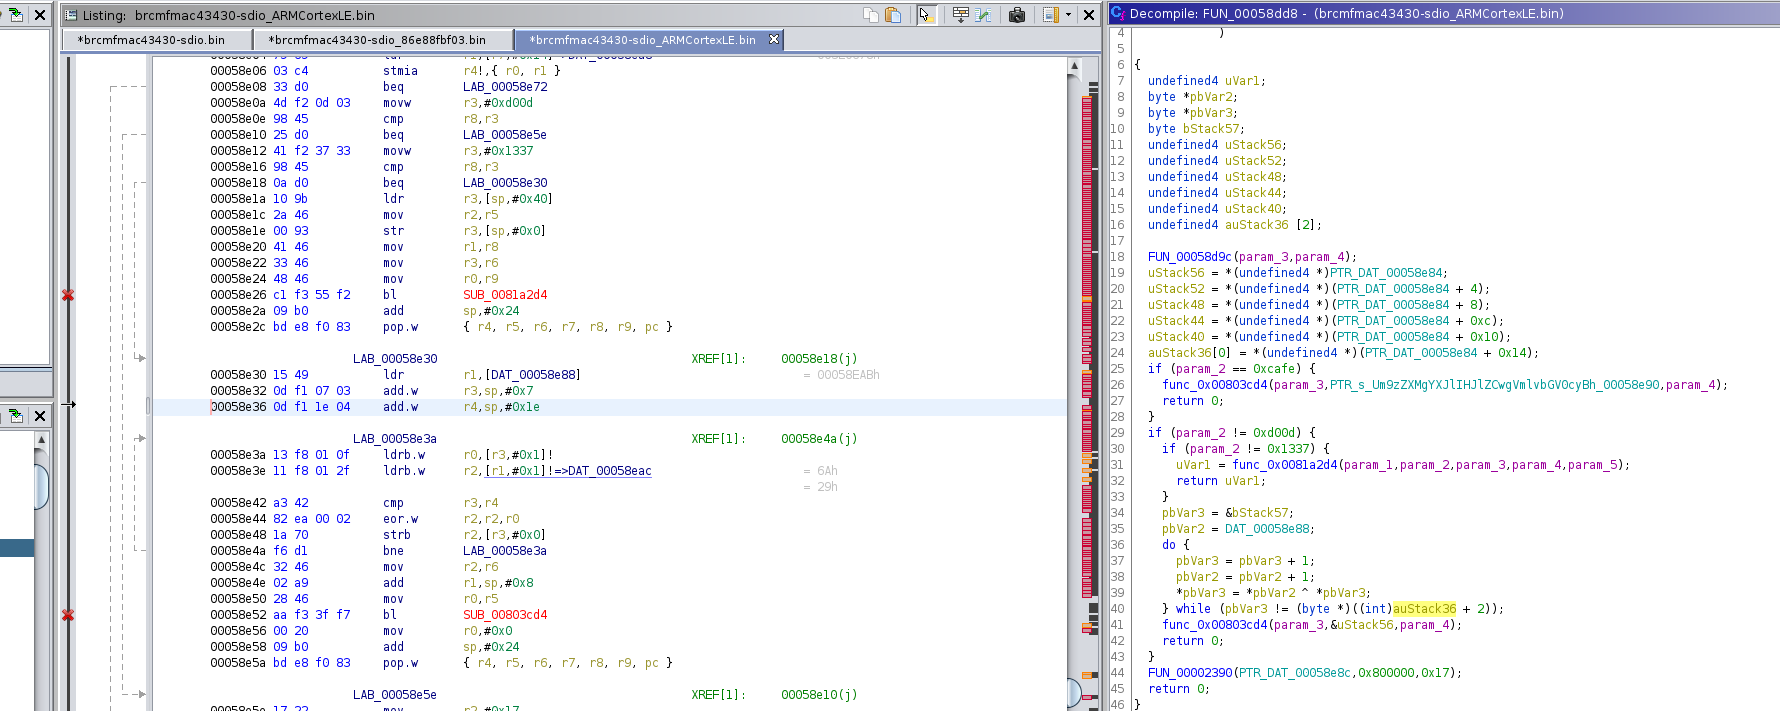 Listing: brcmfmac43430-sdio_ARMCortexLE.bin
*brcmfmac43430-sdio.bin
*brcmfmac43430-sdio_86e88fbf03.bin
*brcmfmac43430-sdio_ARMCortexLE.bin
00058e06 03 c4 stmia r4!,{ r0, r1 }
00058e08 33 d0 beq LAB_00058e72
00058e0a 4d f2 0d 03 movw r3,#0xd00d
00058e0e 98 45 cmp r8,r3
00058e10 25 d0 beq LAB_00058e5e
00058e12 41 f2 37 33 movw r3,#0x1337
00058e16 98 45 cmp r8,r3
00058e18 0a d0 beq LAB_00058e30
00058e1a 10 9b ldr r3,[sp,#0x40]
00058e1c 2a 46 mov r2,r5
00058e1e 00 93 str r3,[sp,#0x0]
00058e20 41 46 mov r1,r8
00058e22 33 46 mov r3,r6
00058e24 48 46 mov r0,r9
00058e26 c1 f3 55 f2 bl SUB_0081a2d4
00058e2a 09 b0 add sp,#0x24
00058e2c bd e8 f0 83 pop.w { r4, r5, r6, r7, r8, r9, pc }
LAB_00058e30 XREF[1]: 00058e18(j)
00058e30 15 49 ldr r1,[DAT_00058e88] = 00058EABh
00058e32 0d f1 07 03 add.w r3,sp,#0x7
00058e36 0d f1 1e 04 add.w r4,sp,#0x1e
LAB_00058e3a XREF[1]: 00058e4a(j)
00058e3a 13 f8 01 0f ldrb.w r0,[r3,#0x1]!
00058e3e 11 f8 01 2f ldrb.w r2,[r1,#0x1]!=>DAT_00058eac = 6Ah
= 29h
00058e42 a3 42 cmp r3,r4
00058e44 82 ea 00 02 eor.w r2,r2,r0
00058e48 1a 70 strb r2,[r3,#0x0]
00058e4a f6 d1 bne LAB_00058e3a
00058e4c 32 46 mov r2,r6
00058e4e 02 a9 add r1,sp,#0x8
00058e50 28 46 mov r0,r5
00058e52 aa f3 3f f7 bl SUB_00803cd4
00058e56 00 20 mov r0,#0x0
00058e58 09 b0 add sp,#0x24
00058e5a bd e8 f0 83 pop.w { r4, r5, r6, r7, r8, r9, pc }
LAB_00058e5e XREF[1]: 00058e10(j)
00058e5e 17 22 mov r2,#0x17
Decompile: FUN_00058dd8 - (brcmfmac43430-sdio_ARMCortexLE.bin)
4 )
5
6 {
7 undefined4 uVar1;
8 byte *pbVar2;
9 byte *pbVar3;
10 byte bStack57;
11 undefined4 uStack56;
12 undefined4 uStack52;
13 undefined4 uStack48;
14 undefined4 uStack44;
15 undefined4 uStack40;
16 undefined4 auStack36 [2];
17
18 FUN_00058d9c(param_3,param_4);
19 uStack56 = *(undefined4 *)PTR_DAT_00058e84;
20 uStack52 = *(undefined4 *)(PTR_DAT_00058e84 + 4);
21 uStack48 = *(undefined4 *)(PTR_DAT_00058e84 + 8);
22 uStack44 = *(undefined4 *)(PTR_DAT_00058e84 + 0xc);
23 uStack40 = *(undefined4 *)(PTR_DAT_00058e84 + 0x10);
24 auStack36[0] = *(undefined4 *)(PTR_DAT_00058e84 + 0x14);
25 if (param_2 == 0xcafe) {
26 func_0x00803cd4(param_3,PTR_s_Um9zZXMgYXJlIHJlZCwgVmlvbGV0cyBh_00058e90,param_4);
27 return 0;
28 }
29 if (param_2 != 0xd00d) {
30 if (param_2 != 0x1337) {
31 uVar1 = func_0x0081a2d4(param_1,param_2,param_3,param_4,param_5);
32 return uVar1;
33 }
34 pbVar3 = &bStack57;
35 pbVar2 = DAT_00058e88;
36 do {
37 pbVar3 = pbVar3 + 1;
38 pbVar2 = pbVar2 + 1;
39 *pbVar3 = *pbVar2 ^ *pbVar3;
40 } while (pbVar3 != (byte *)((int)auStack36 + 2));
41 func_0x00803cd4(param_3,&uStack56,param_4);
42 return 0;
43 }
44 FUN_00002390(PTR_DAT_00058e8c,0x800000,0x17);
45 return 0;
46 }